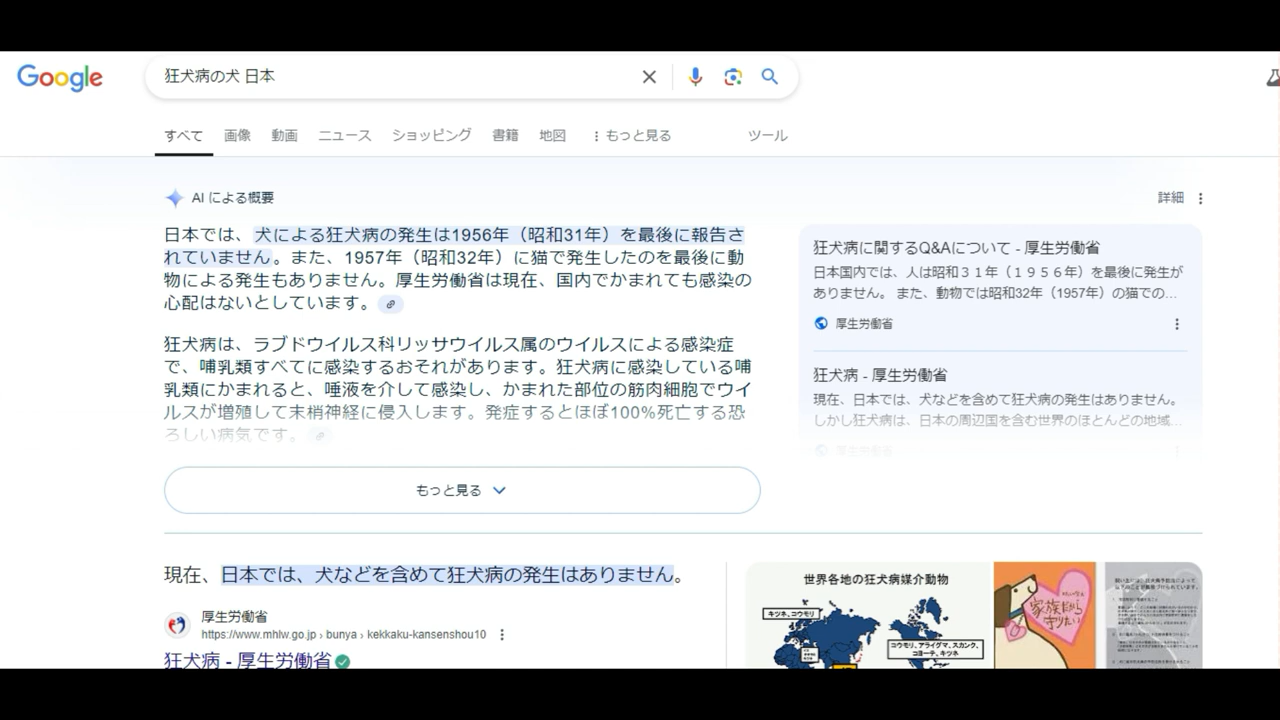 Google
狂犬病の犬 日本
すべて 画像 動画 ニュース ショッピング 書籍 地図 もっと見る ツール
AI による概要
詳細
日本では、犬による狂犬病の発生は1956年（昭和31年）を最後に報告さ
れていません。また、1957年（昭和32年）に猫で発生したのを最後に動
物による発生もありません。厚生労働省は現在、国内でかまれても感染の
心配はないとしています。
狂犬病は、ラブドウイルス科リッサウイルス属のウイルスによる感染症
で、哺乳類すべてに感染するおそれがあります。狂犬病に感染している哺
乳類にかまれると、唾液を介して感染し、かまれた部位の筋肉細胞でウイ
ルスが増殖して末梢神経に侵入します。発症するとほぼ100%死亡する恐
ろしい病気です。
もっと見る
狂犬病に関するQ&Aについて - 厚生労働省
日本国内では、人は昭和３１年（１９５６年）を最後に発生が
ありません。 また、動物では昭和32年（1957年）の猫での...
厚生労働省
狂犬病 - 厚生労働省
現在、日本では、犬などを含めて狂犬病の発生はありません。
しかし狂犬病は、日本の周辺国を含む世界のほとんどの地域...
厚生労働省
現在、日本では、犬などを含めて狂犬病の発生はありません。
厚生労働省
https://www.mhlw.go.jp › bunya › kekkaku-kansenshou10
狂犬病 - 厚生労働省
世界各地の狂犬病媒介動物
キツネ、コウモリ
コウモリ、アライグマ、スカンク、
コヨーテ、キツネ
家族だから
守りたい